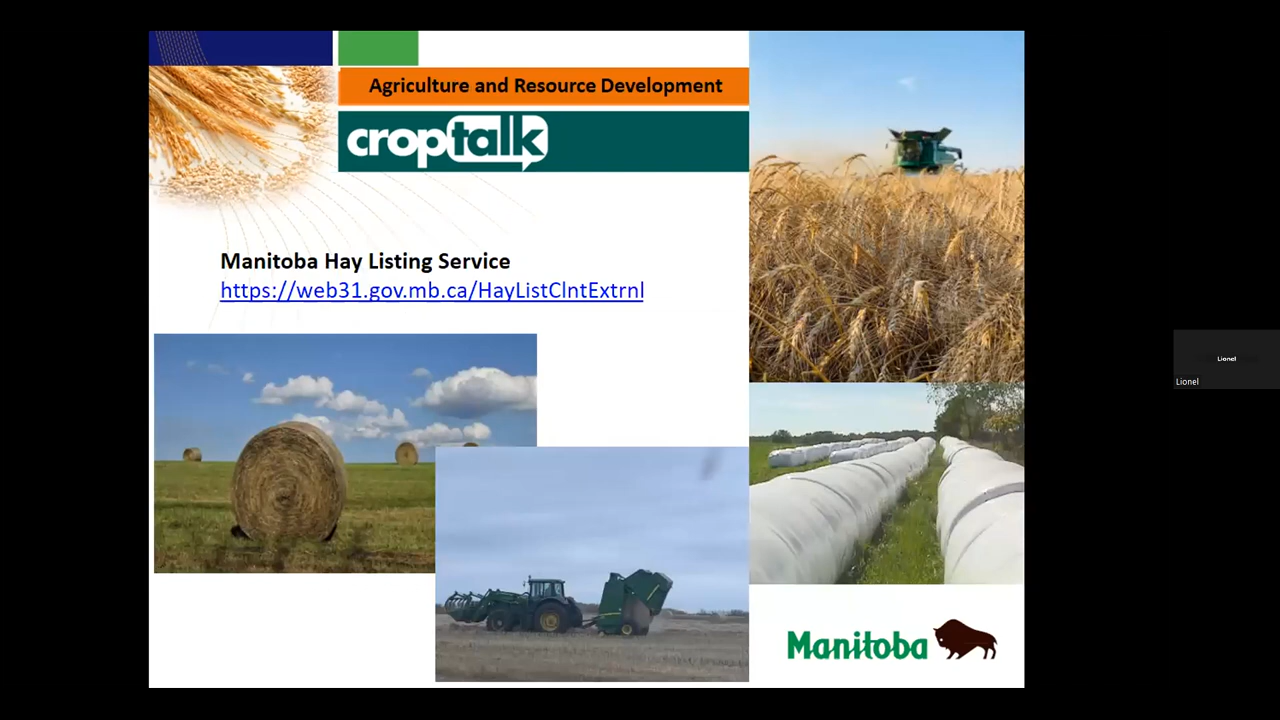 Agriculture and Resource Development
croptalk
Manitoba Hay Listing Service
https://web31.gov.mb.ca/HayListClntExtrnl
Lionel
Lionel
Manitoba